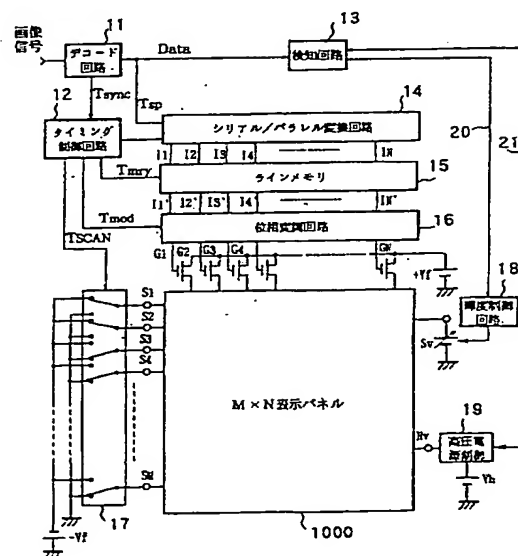 11
画像
信号
デコード
回路
Data
13
検知回路
12
Tsync
Tsp
14
20
21
タイミング
制御回路
シリアル/パラレル変換回路
I1 I2 I3 I4 IN
Tmry
ラインメモリ
15
I1' I2' I3' I4' IN'
Tmod
位相変調回路
16
TSCAN
G1 G2 G3 G4 GN
+Vf
18
輝度制御
回路
S1
S2
S3
S4
Sv
M×N表示パネル
19
Hv
高圧電
源制御
SM
Vh
17
1000
-Vf